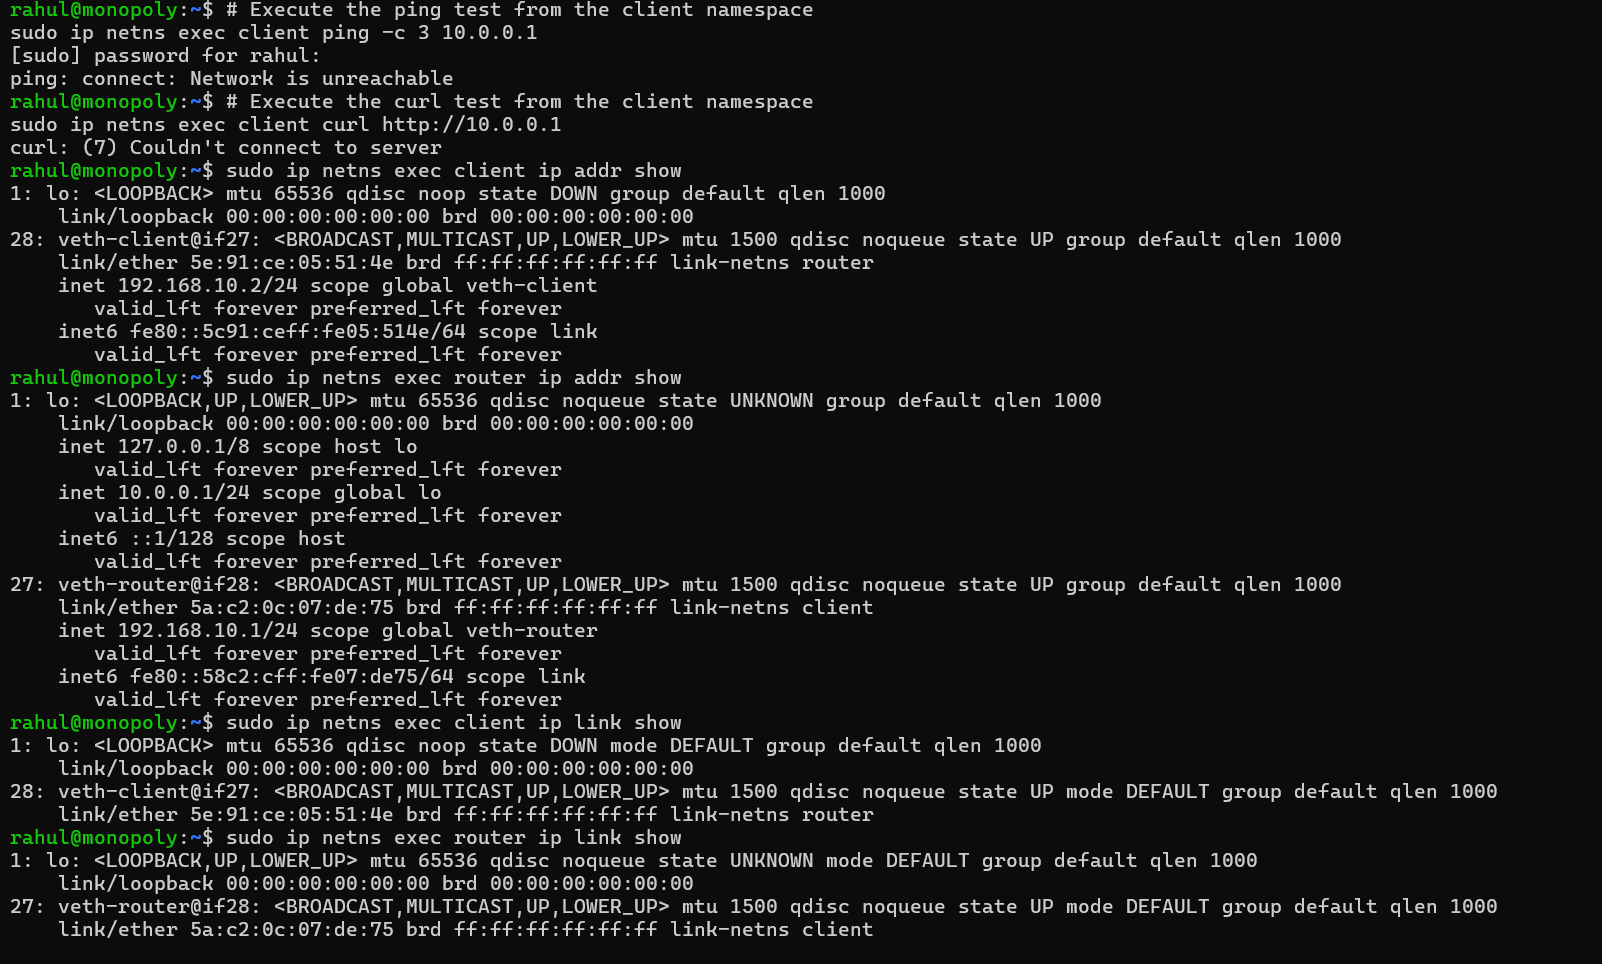 rahul@monopoly:~$ # Execute the ping test from the client namespace
sudo ip netns exec client ping -c 3 10.0.0.1
[sudo] password for rahul:
ping: connect: Network is unreachable
rahul@monopoly:~$ # Execute the curl test from the client namespace
sudo ip netns exec client curl http://10.0.0.1
curl: (7) Couldn't connect to server
rahul@monopoly:~$ sudo ip netns exec client ip addr show
1: lo: <LOOPBACK> mtu 65536 qdisc noop state DOWN group default qlen 1000
    link/loopback 00:00:00:00:00:00 brd 00:00:00:00:00:00
28: veth-client@if27: <BROADCAST,MULTICAST,UP,LOWER_UP> mtu 1500 qdisc noqueue state UP group default qlen 1000
    link/ether 5e:91:ce:05:51:4e brd ff:ff:ff:ff:ff:ff link-netns router
    inet 192.168.10.2/24 scope global veth-client
       valid_lft forever preferred_lft forever
    inet6 fe80::5c91:ceff:fe05:514e/64 scope link
       valid_lft forever preferred_lft forever
rahul@monopoly:~$ sudo ip netns exec router ip addr show
1: lo: <LOOPBACK,UP,LOWER_UP> mtu 65536 qdisc noqueue state UNKNOWN group default qlen 1000
    link/loopback 00:00:00:00:00:00 brd 00:00:00:00:00:00
    inet 127.0.0.1/8 scope host lo
       valid_lft forever preferred_lft forever
    inet 10.0.0.1/24 scope global lo
       valid_lft forever preferred_lft forever
    inet6 ::1/128 scope host
       valid_lft forever preferred_lft forever
27: veth-router@if28: <BROADCAST,MULTICAST,UP,LOWER_UP> mtu 1500 qdisc noqueue state UP group default qlen 1000
    link/ether 5a:c2:0c:07:de:75 brd ff:ff:ff:ff:ff:ff link-netns client
    inet 192.168.10.1/24 scope global veth-router
       valid_lft forever preferred_lft forever
    inet6 fe80::58c2:cff:fe07:de75/64 scope link
       valid_lft forever preferred_lft forever
rahul@monopoly:~$ sudo ip netns exec client ip link show
1: lo: <LOOPBACK> mtu 65536 qdisc noop state DOWN mode DEFAULT group default qlen 1000
    link/loopback 00:00:00:00:00:00 brd 00:00:00:00:00:00
28: veth-client@if27: <BROADCAST,MULTICAST,UP,LOWER_UP> mtu 1500 qdisc noqueue state UP mode DEFAULT group default qlen 1000
    link/ether 5e:91:ce:05:51:4e brd ff:ff:ff:ff:ff:ff link-netns router
rahul@monopoly:~$ sudo ip netns exec router ip link show
1: lo: <LOOPBACK,UP,LOWER_UP> mtu 65536 qdisc noqueue state UNKNOWN mode DEFAULT group default qlen 1000
    link/loopback 00:00:00:00:00:00 brd 00:00:00:00:00:00
27: veth-router@if28: <BROADCAST,MULTICAST,UP,LOWER_UP> mtu 1500 qdisc noqueue state UP mode DEFAULT group default qlen 1000
    link/ether 5a:c2:0c:07:de:75 brd ff:ff:ff:ff:ff:ff link-netns client